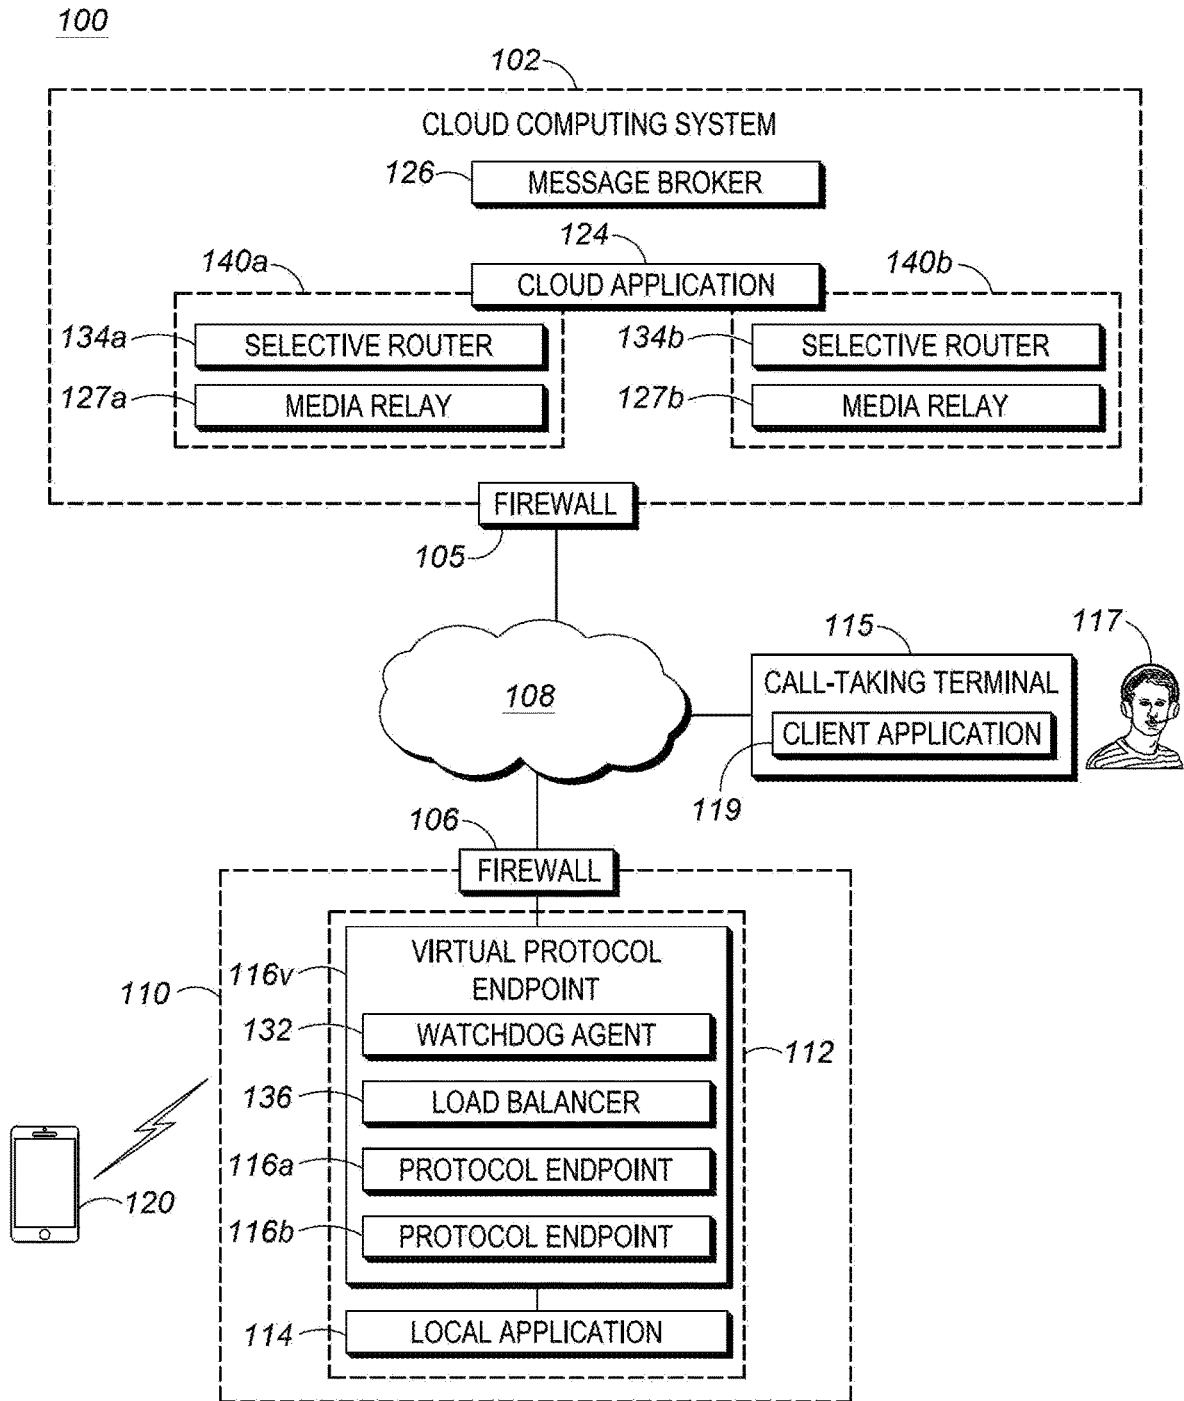 100
102
CLOUD COMPUTING SYSTEM
126
MESSAGE BROKER
124
140a
CLOUD APPLICATION
140b
134a
SELECTIVE ROUTER
134b
SELECTIVE ROUTER
127a
MEDIA RELAY
127b
MEDIA RELAY
FIREWALL
105
108
115
117
CALL-TAKING TERMINAL
CLIENT APPLICATION
119
106
FIREWALL
110
116v
VIRTUAL PROTOCOL
ENDPOINT
132
WATCHDOG AGENT
112
136
LOAD BALANCER
116a
PROTOCOL ENDPOINT
120
116b
PROTOCOL ENDPOINT
114
LOCAL APPLICATION